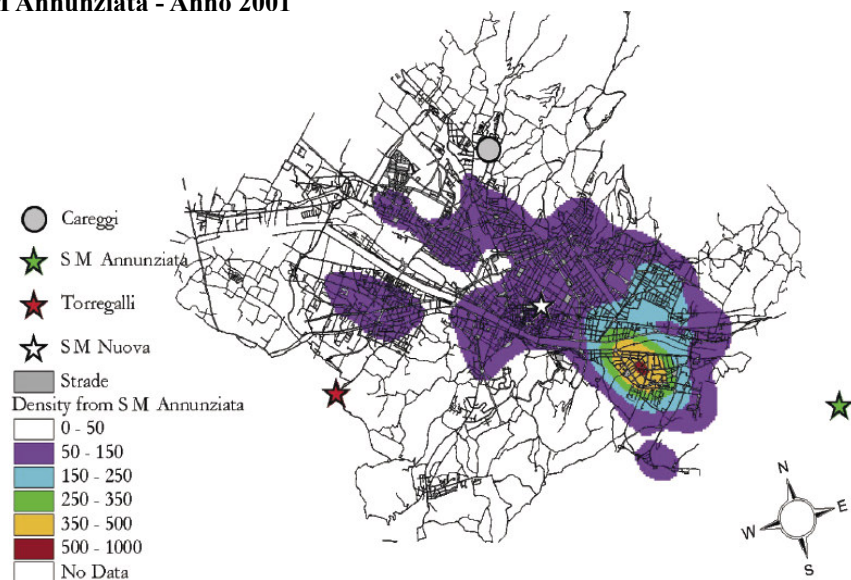 M Annunziata - Anno 2001
Careggi
S M Annunziata
Torregalli
S M Nuova
Strade
Density from S M Annunziata
0 - 50
50 - 150
150 - 250
250 - 350
350 - 500
500 - 1000
No Data
N
E
W
S